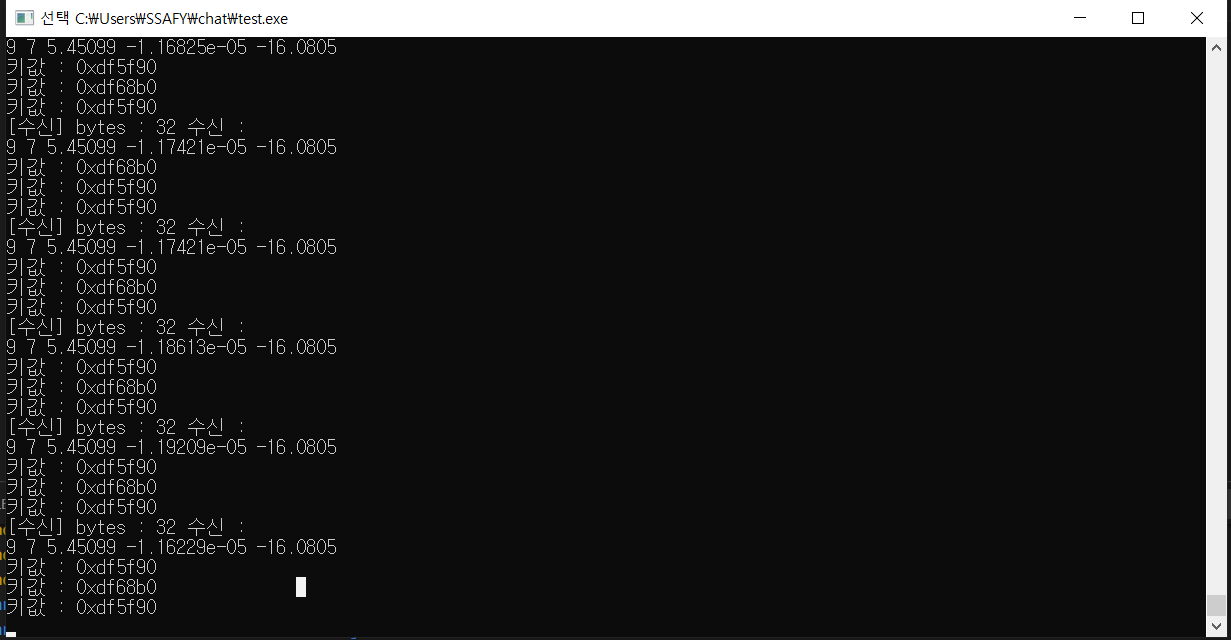 선택 C:₩Users₩SSAFY₩chat₩test.exe
9 7 5.45099 -1.16825e-05 -16.0805
키값 : 0xdf5f90
키값 : 0xdf68b0
키값 : 0xdf5f90
[수신] bytes : 32 수신 :
9 7 5.45099 -1.17421e-05 -16.0805
키값 : 0xdf68b0
키값 : 0xdf5f90
키값 : 0xdf5f90
[수신] bytes : 32 수신 :
9 7 5.45099 -1.17421e-05 -16.0805
키값 : 0xdf5f90
키값 : 0xdf68b0
키값 : 0xdf5f90
[수신] bytes : 32 수신 :
9 7 5.45099 -1.18613e-05 -16.0805
키값 : 0xdf5f90
키값 : 0xdf68b0
키값 : 0xdf5f90
[수신] bytes : 32 수신 :
9 7 5.45099 -1.19209e-05 -16.0805
키값 : 0xdf5f90
키값 : 0xdf68b0
키값 : 0xdf5f90
[수신] bytes : 32 수신 :
9 7 5.45099 -1.16229e-05 -16.0805
키값 : 0xdf5f90
키값 : 0xdf68b0
키값 : 0xdf5f90